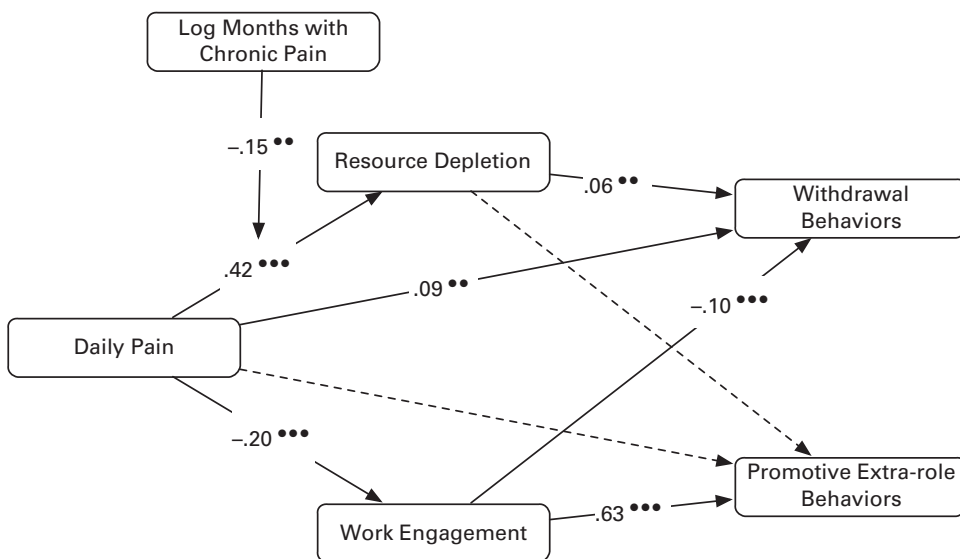 Log Months with
Chronic Pain
–.15 ••
Resource Depletion
.06 ••
Withdrawal
Behaviors
.42 •••
.09 ••
–.10 •••
Daily Pain
–.20 •••
Promotive Extra-role
Behaviors
.63 •••
Work Engagement